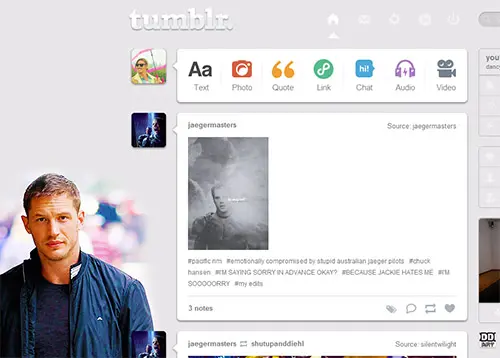 tumblr.
Aa
hi!
Text Photo Quote Link Chat Audio Video
you
danc
jaegermasters Source: jaegermasters
#pacific rim #emotionally compromised by stupid australian jaeger pilots #chuck
hansen #I'M SAYING SORRY IN ADVANCE OKAY? #BECAUSE JACKIE HATES ME #I'M
SOOOOORRY #my edits
3 notes
jaegermasters shutupanddiehl Source: silentwilight